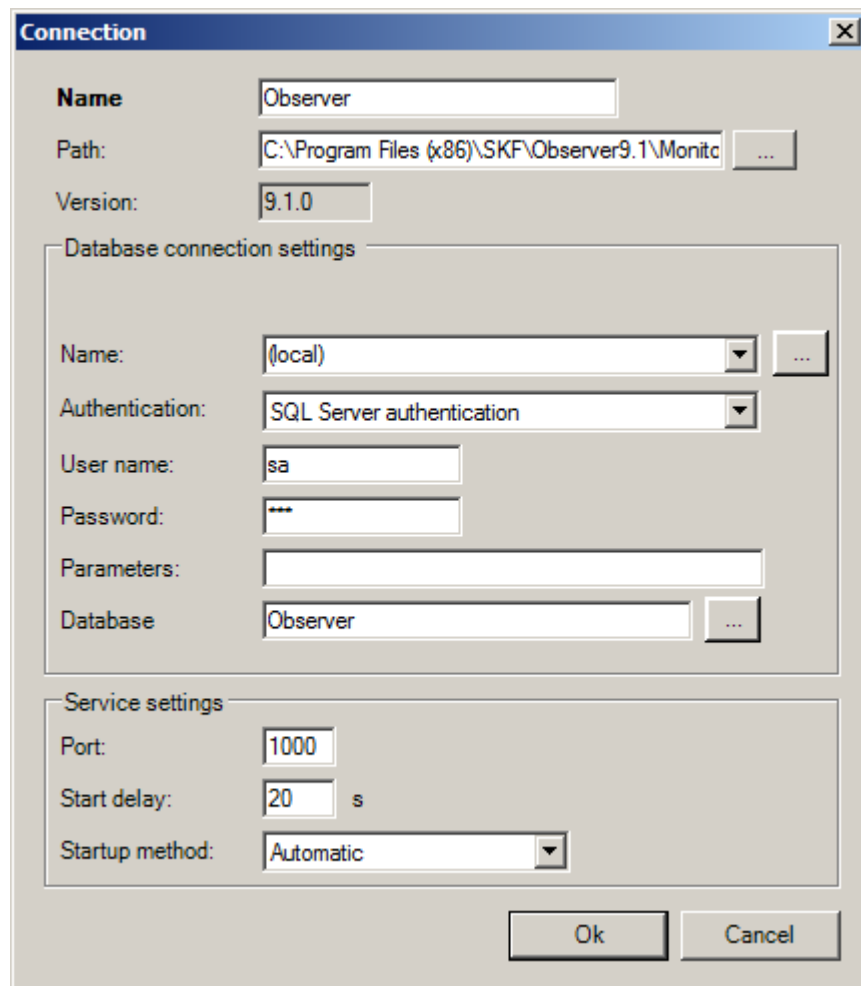 Connection
Name Observer
Path: C:\Program Files (x86)\SKF\Observer9.1\Monitc ...
Version: 9.1.0
Database connection settings
Name: (local) ...
Authentication: SQL Server authentication
User name: sa
Password: ***
Parameters:
Database Observer ...
Service settings
Port: 1000
Start delay: 20 s
Startup method: Automatic
Ok Cancel